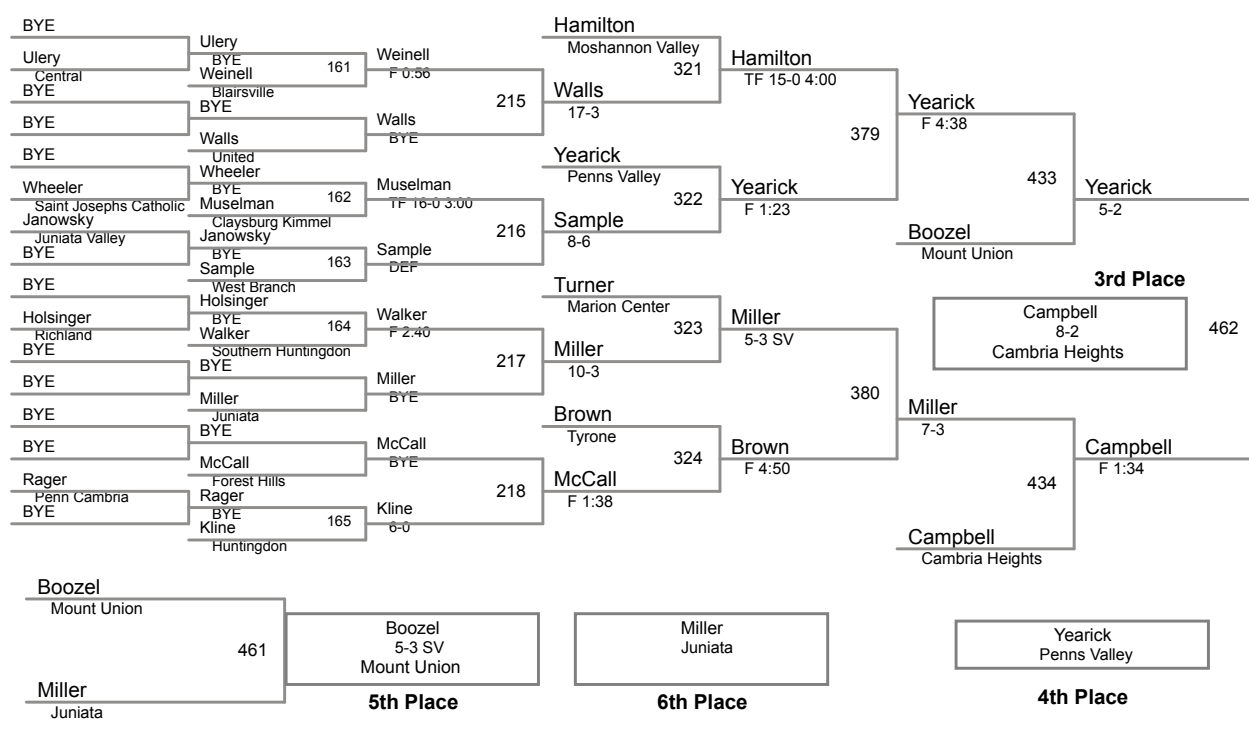 BYE
Ulery
Central
BYE
BYE
BYE
Wheeler
Saint Josephs Catholic
Janowsky
Juniata Valley
BYE
BYE
Holsinger
Richland
BYE
BYE
BYE
BYE
Rager
Penn Cambria
BYE
Ulery
BYE
161
Weinell
Blairsville
BYE
Walls
United
Wheeler
BYE
162
Muselman
Claysburg Kimmel
Janowsky
BYE
163
Sample
West Branch
Holsinger
BYE
164
Walker
Southern Huntingdon
BYE
Miller
Juniata
BYE
McCall
Forest Hills
Rager
BYE
165
Kline
Huntingdon
Weinell
F 0:56
215
Walls
BYE
Muselman
TF 16-0 3:00
216
Sample
DEF
Walker
F 2:40
217
Miller
BYE
McCall
BYE
218
Kline
6-0
Hamilton
Moshannon Valley
321
Walls
17-3
Yearick
Penns Valley
322
Sample
8-6
Turner
Marion Center
323
Miller
10-3
Brown
Tyrone
324
McCall
F 1:38
Hamilton
TF 15-0 4:00
379
Yearick
F 1:23
Miller
5-3 SV
380
Brown
F 4:50
Yearick
F 4:38
433
Boozel
Mount Union
Miller
7-3
434
Campbell
Cambria Heights
Yearick
5-2
3rd Place
Campbell
8-2
Cambria Heights
462
Campbell
F 1:34
Boozel
Mount Union
461
Miller
Juniata
Boozel
5-3 SV
Mount Union
5th Place
Miller
Juniata
6th Place
Yearick
Penns Valley
4th Place